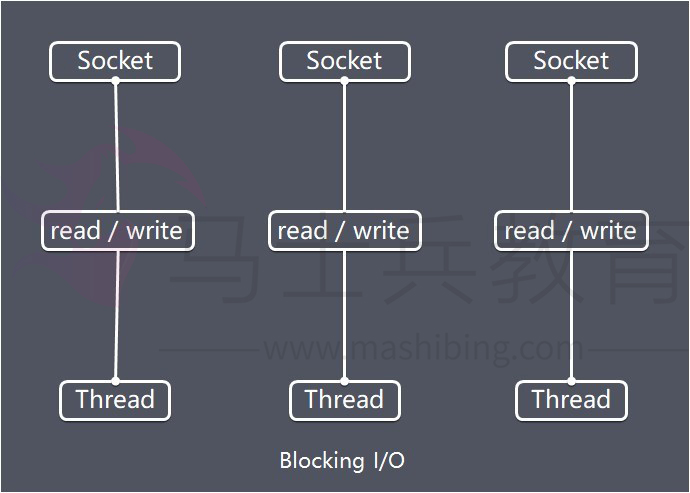 Socket Socket Socket
read / write read / write read / write
马士兵教育
www.mashibing.com
Thread Thread Thread
Blocking I/O